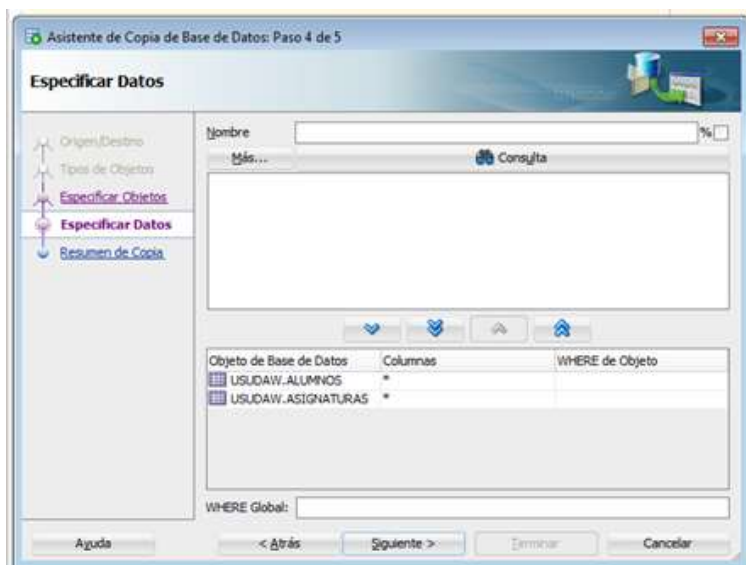 Asistente de Copia de Base de Datos: Paso 4 de 5
Especificar Datos
Origen/Destino
Tipos de Objetos
Especificar Objetos
Especificar Datos
Resumen de Copia
Nombre %
Más... Consulta
Objeto de Base de Datos Columnas WHERE de Objeto
USUDAW.ALUMNOS *
USUDAW.ASIGNATURAS *
WHERE Global:
Ayuda < Atrás Siguiente > Terminar Cancelar